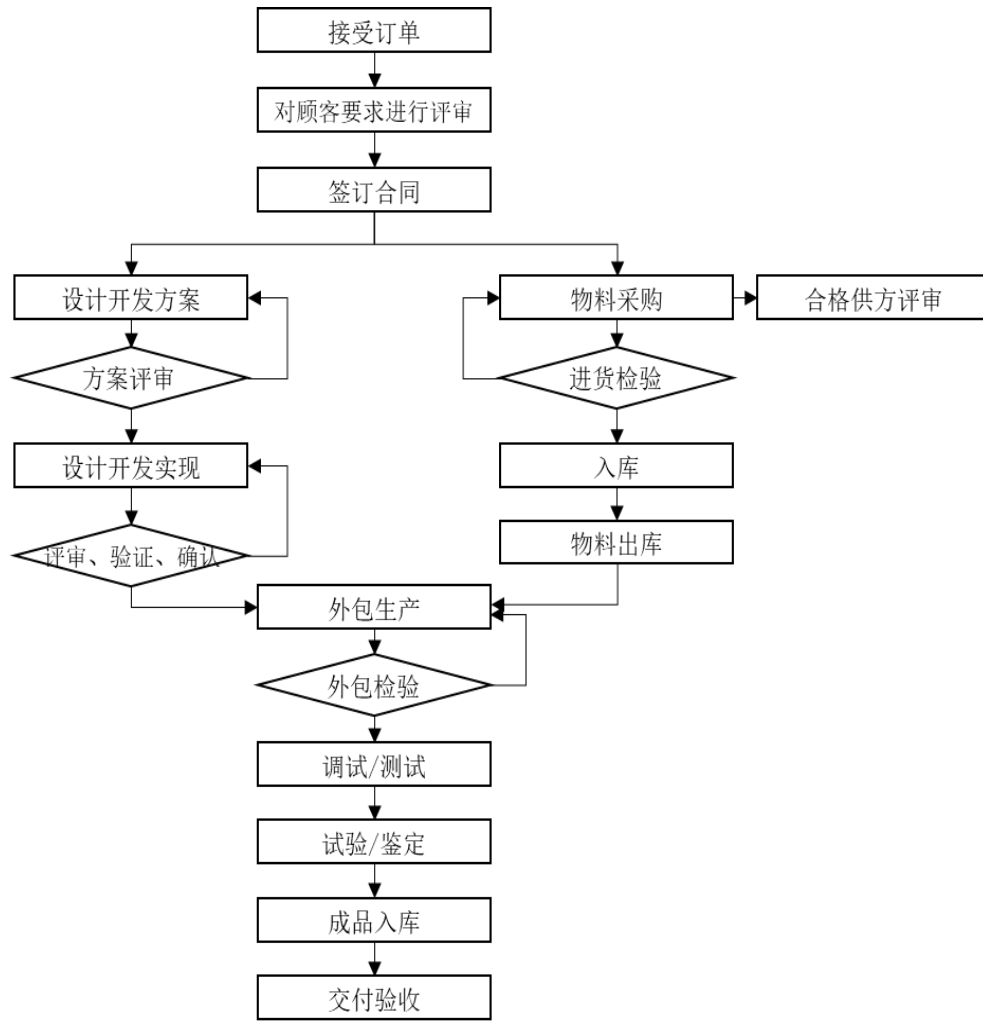 接受订单
对顾客要求进行评审
签订合同
设计开发方案
物料采购
合格供方评审
方案评审
进货检验
设计开发实现
入库
评审、验证、确认
物料出库
外包生产
外包检验
调试/测试
试验/鉴定
成品入库
交付验收